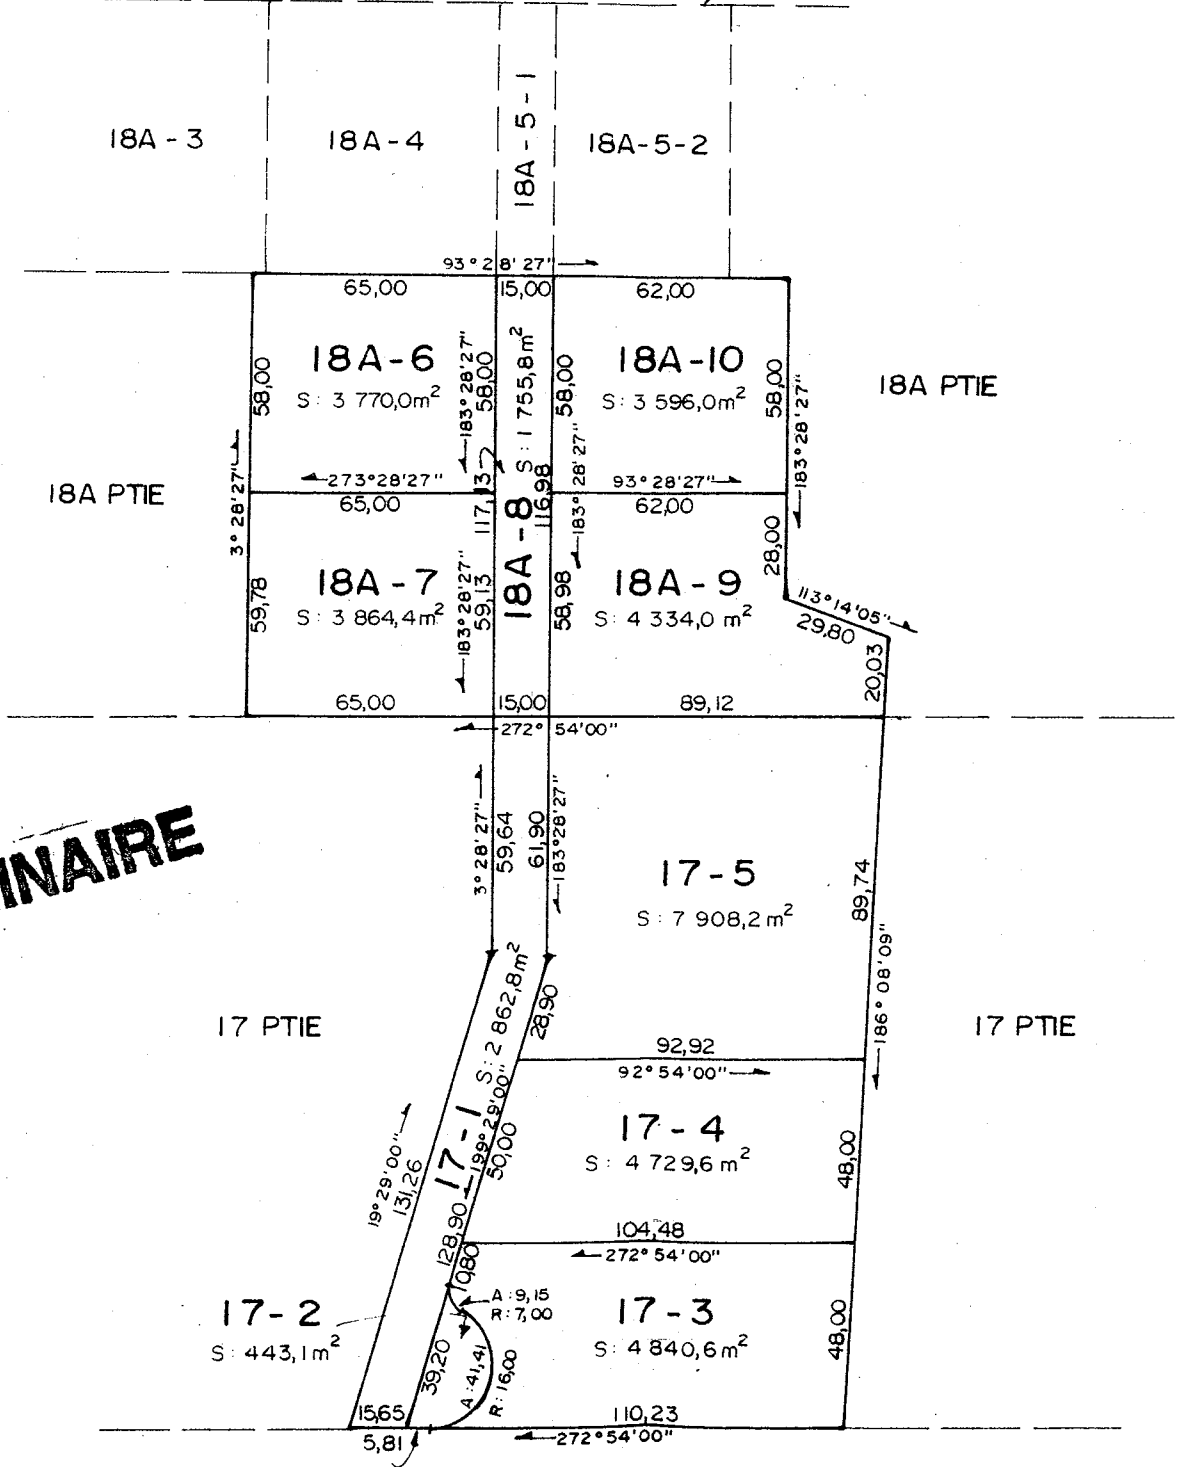 18A - 3
18A - 4
18A - 5 - 1
18A-5-2
93°28'27"
65,00
15,00
62,00
18A-6
S: 3 770,0m²
58,00
183°28'27"
58,00
S: 1 755,8m²
58,00
18A-10
S: 3 596,0m²
58,00
183°28'27"
18A PTIE
18A PTIE
3°28'27"
273°28'27"
65,00
117,13
18A-8
116,98
183°28'27"
93°28'27"
62,00
28,00
59,78
18A-7
S: 3 864,4m²
183°28'27"
59,13
58,98
18A-9
S: 4 334,0 m²
113°14'05"
29,80
20,03
65,00
15,00
89,12
272°54'00"
3°28'27"
59,64
61,90
183°28'27"
INAIRE
17-5
S: 7 908,2m²
89,74
186°08'09"
17 PTIE
17 PTIE
28,90
92,92
92°54'00"
17-1
S: 2 862,8m²
199°29'00"
50,00
19°29'00"
131,26
128,90
17-4
S: 4 729,6 m²
48,00
104,48
272°54'00"
10,80
A: 9,15
R: 7,00
17-2
S: 443,1m²
39,20
A: 41,41
R: 16,00
17-3
S: 4 840,6m²
48,00
15,65
5,81
110,23
272°54'00"